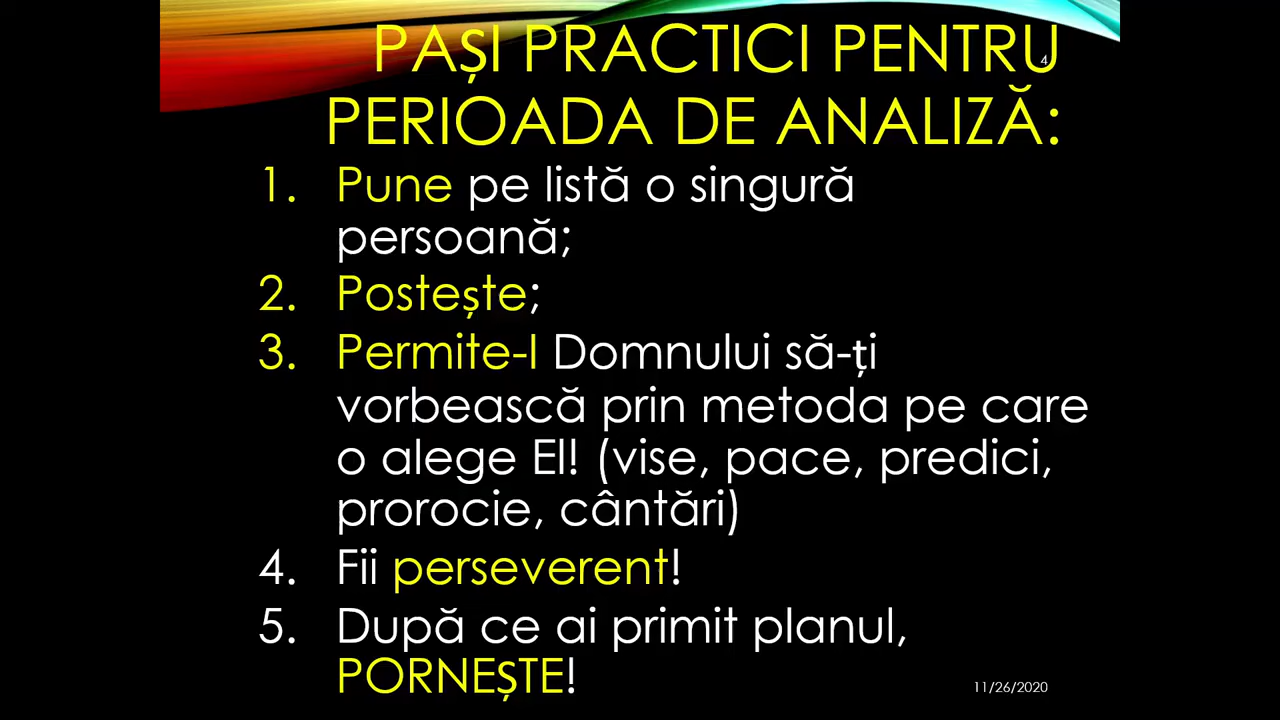 PAȘI PRACTICI PENTRU
4
PERIOADA DE ANALIZĂ:
1. Pune pe listă o singură
persoană;
2. Postește;
3. Permite-I Domnului să-ți
vorbească prin metoda pe care
o alege El! (vise, pace, predici,
prorocie, cântări)
4. Fii perseverent!
5. După ce ai primit planul,
PORNEȘTE!
11/26/2020